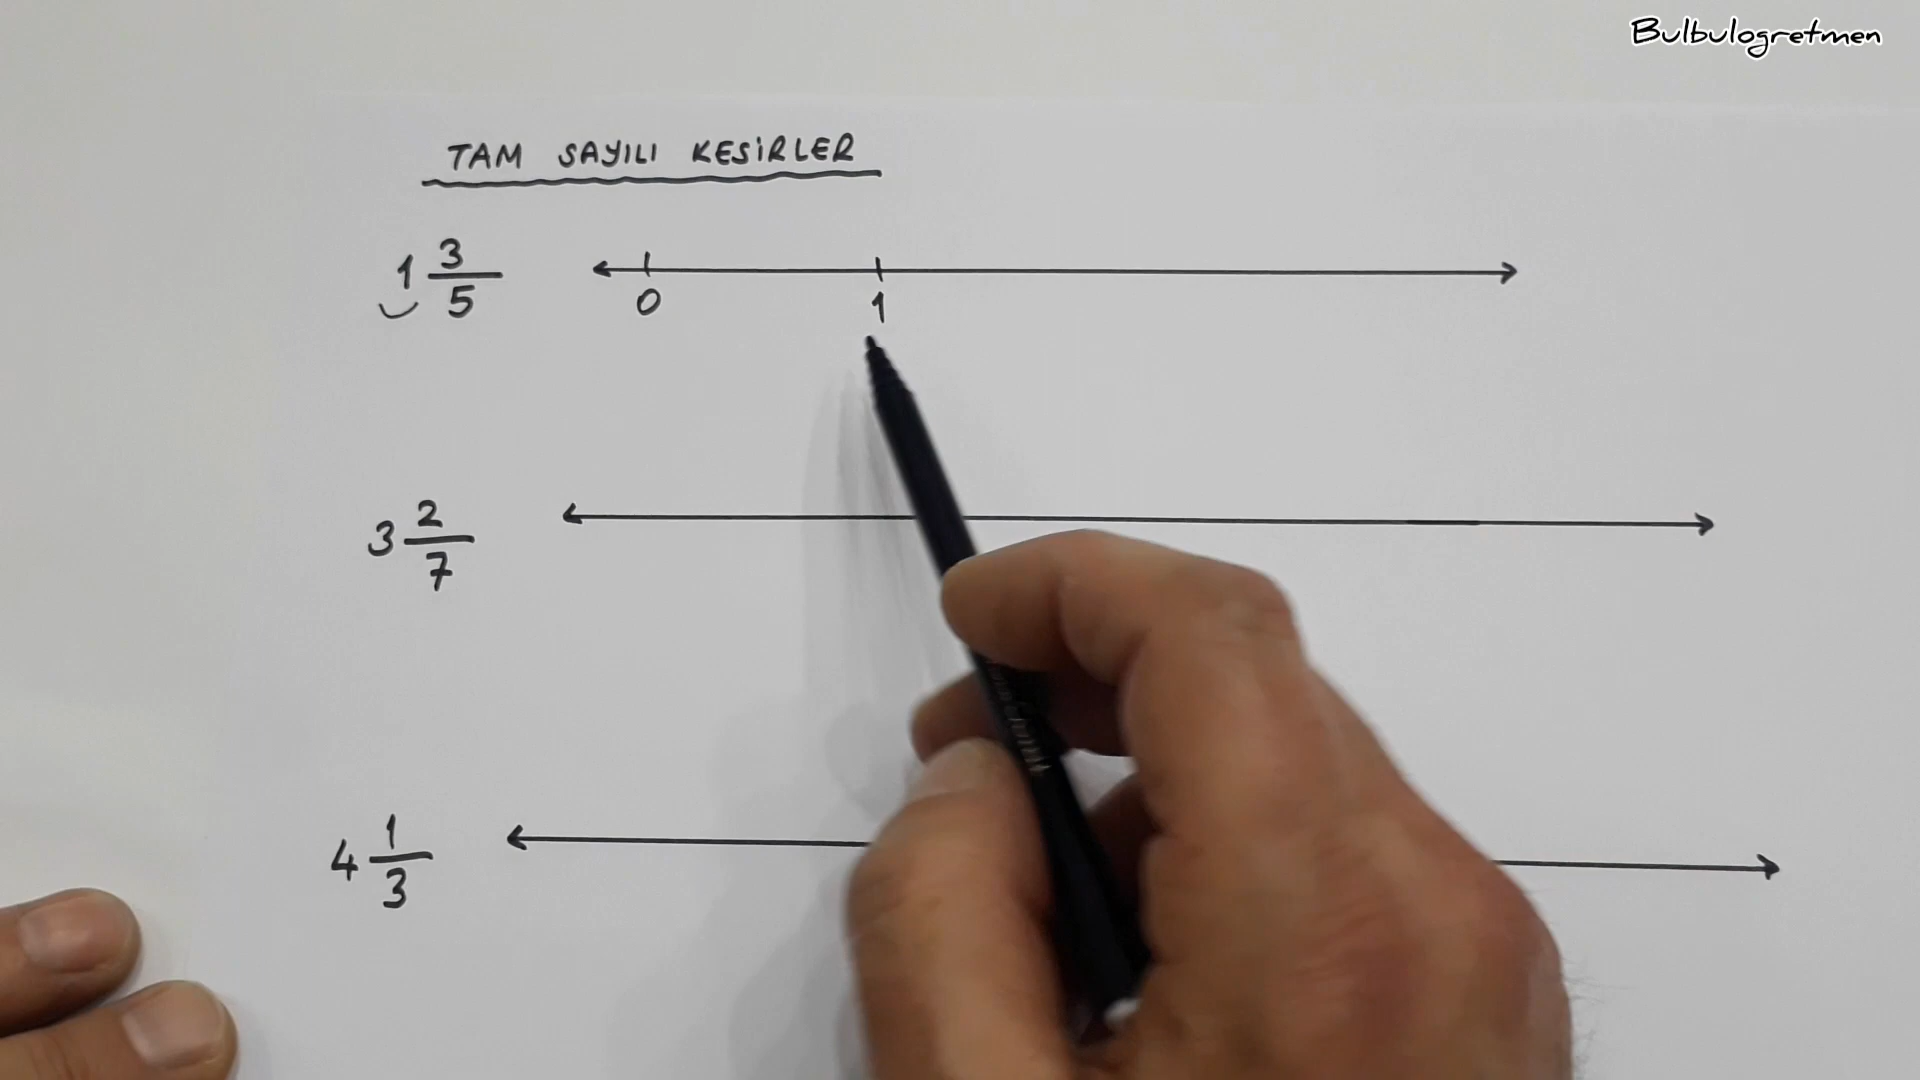 Bulbulogretmen
TAM SAYILI KESİRLER
1 3/5
0 1
3 2/7
4 1/3